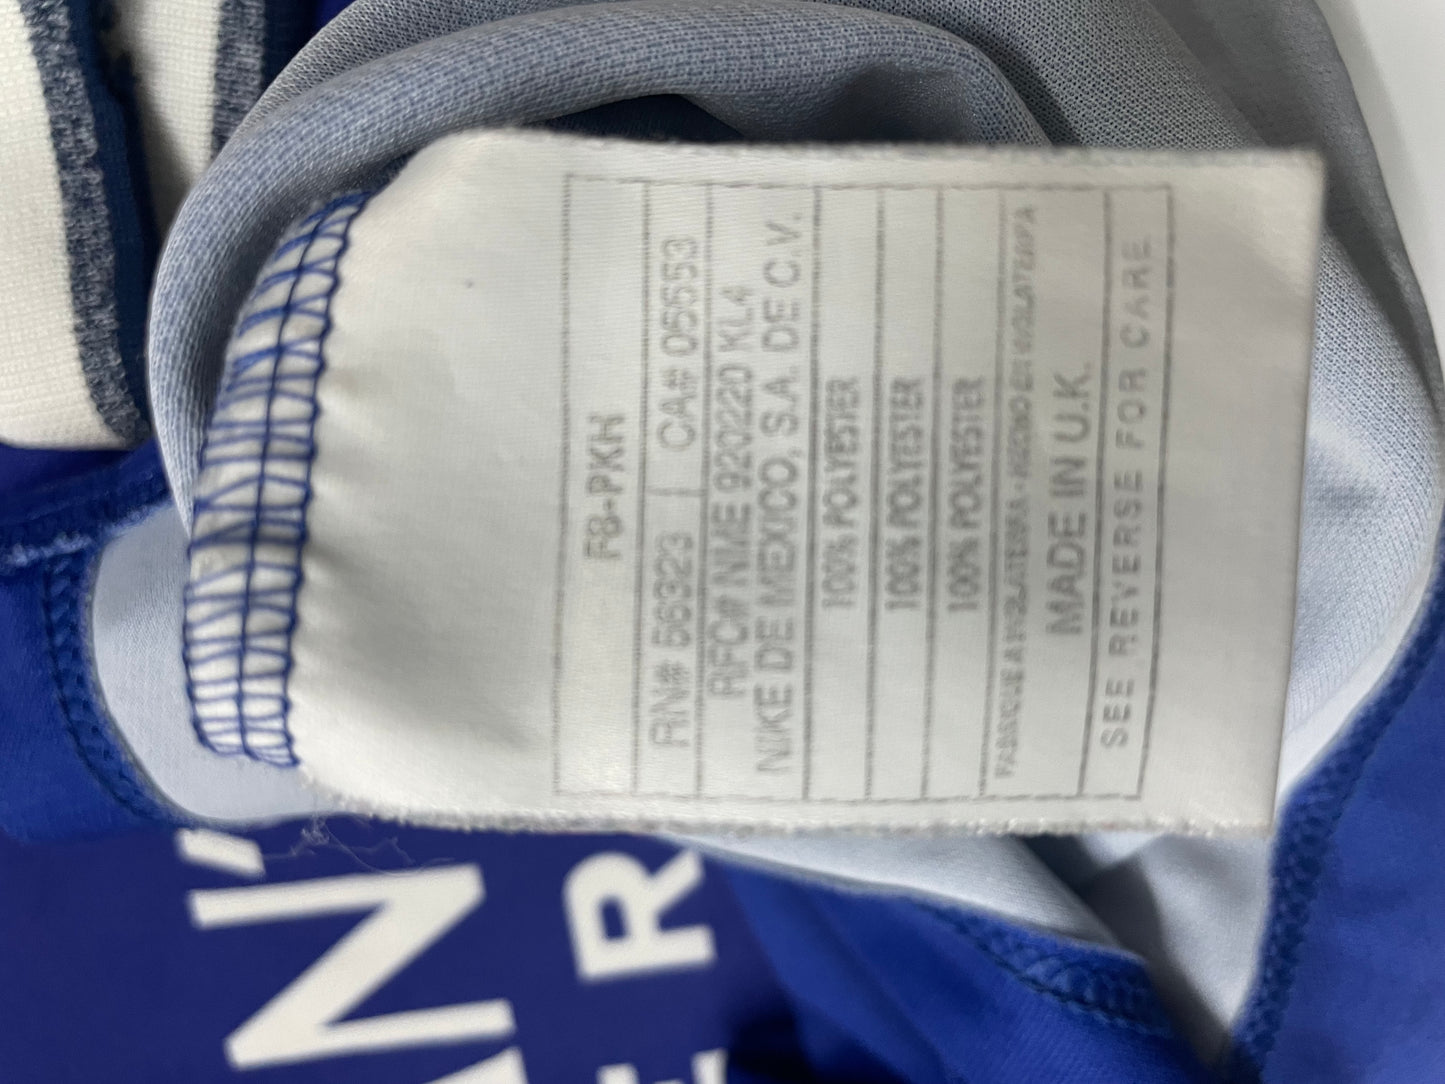 F8-PKH
RN# 56323 CA# 05553
RFC# NME 920220 KL4
NIKE DE MEXICO, S.A. DE C.V.
100% POLYESTER
100% POLYESTER
100% POLYESTER
MADE IN U.K.
SEE REVERSE FOR CARE